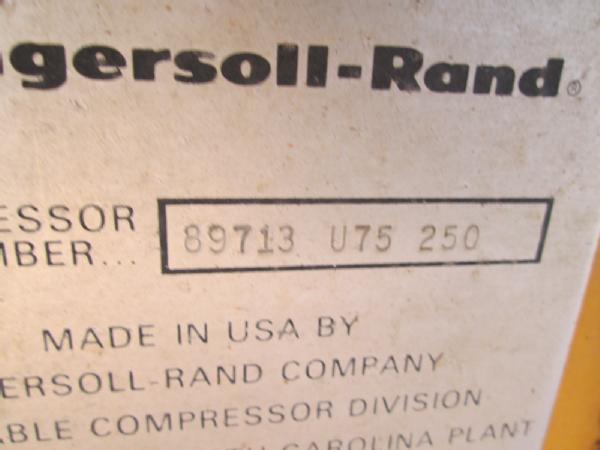 gersoll-Rand®
ESSOR
MBER... 89713 U75 250
MADE IN USA BY
ERSOLL-RAND COMPANY
ABLE COMPRESSOR DIVISION
CAROLINA PLANT